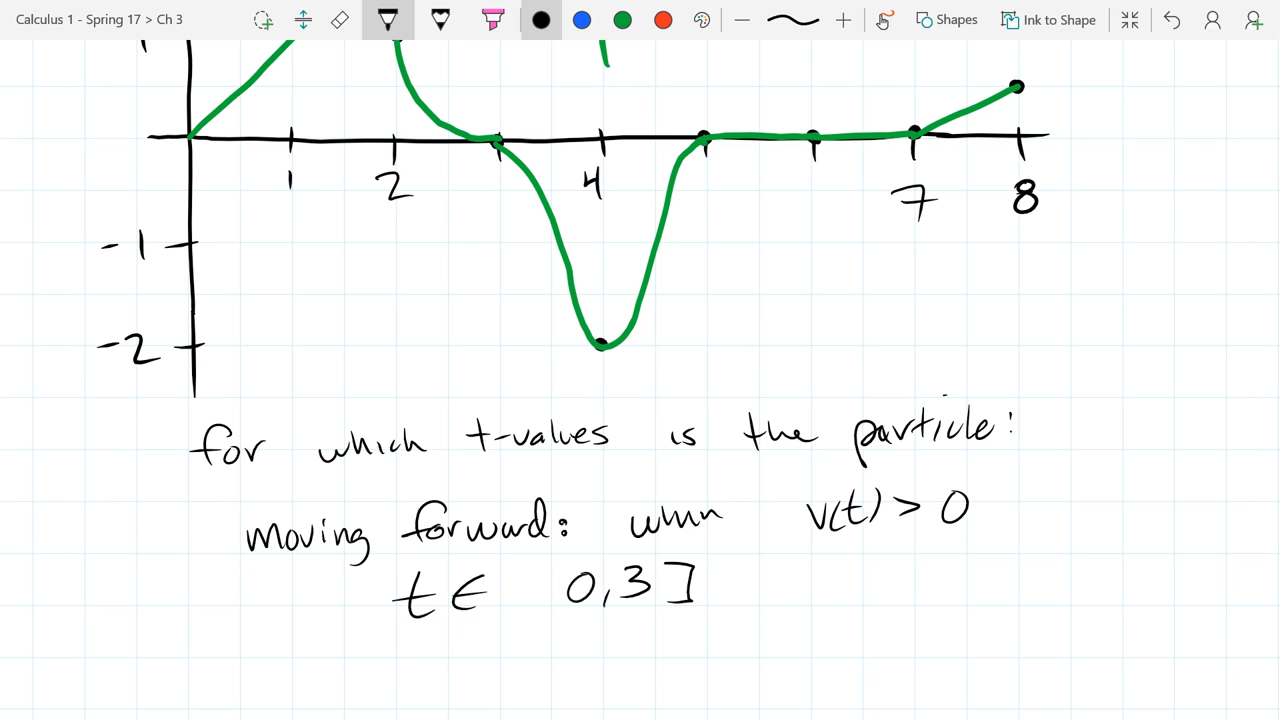 Calculus 1 - Spring 17 > Ch 3
Shapes
Ink to Shape
1
1
2
4
7
8
-1
-2
for which t-values is the particle:
moving forward: when v(t) > 0
t ∈ 0,3]